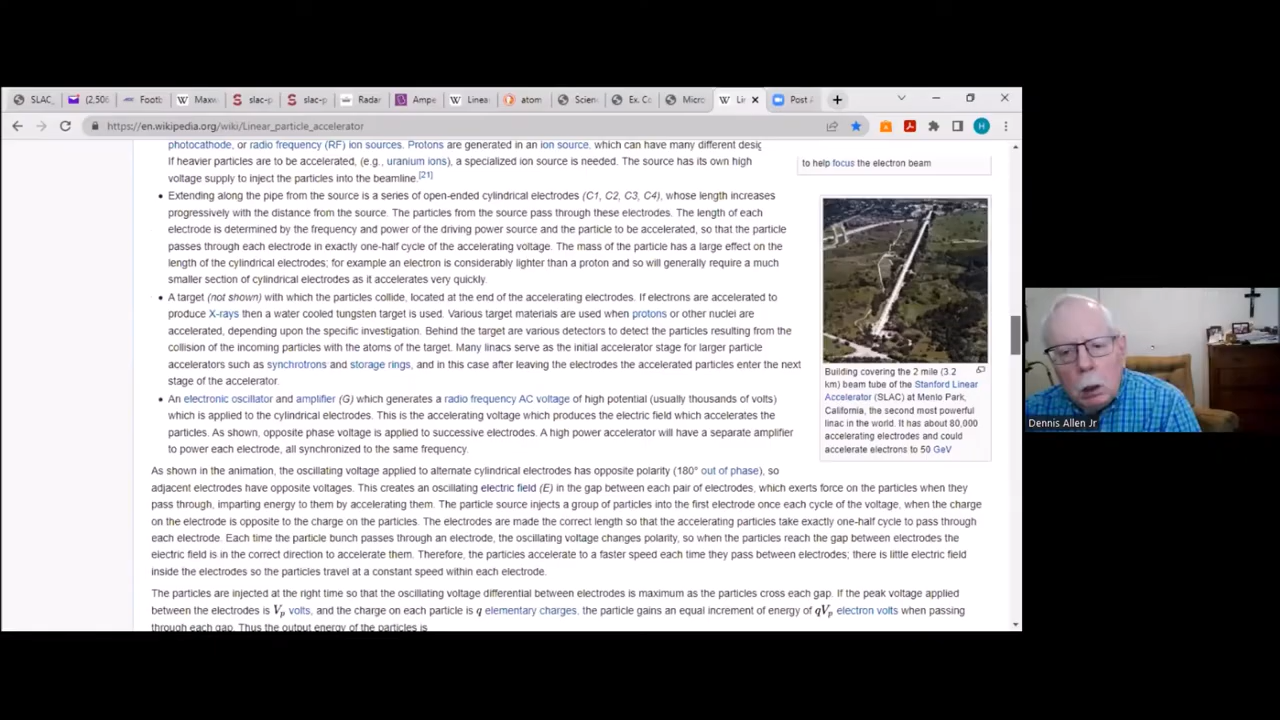 SLAC_
(2,506
Footb
Maxw
slac-p
slac-p
Radar
Ampe
Linea
atom
Scien
Ex. Co
Micro
Lir
Post A
https://en.wikipedia.org/wiki/Linear_particle_accelerator
H
photocathode, or radio frequency (RF) ion sources. Protons are generated in an ion source, which can have many different desig
If heavier particles are to be accelerated, (e.g., uranium ions), a specialized ion source is needed. The source has its own high
voltage supply to inject the particles into the beamline.[21]
Extending along the pipe from the source is a series of open-ended cylindrical electrodes (C1, C2, C3, C4), whose length increases
progressively with the distance from the source. The particles from the source pass through these electrodes. The length of each
electrode is determined by the frequency and power of the driving power source and the particle to be accelerated, so that the particle
passes through each electrode in exactly one-half cycle of the accelerating voltage. The mass of the particle has a large effect on the
length of the cylindrical electrodes; for example an electron is considerably lighter than a proton and so will generally require a much
smaller section of cylindrical electrodes as it accelerates very quickly.
A target (not shown) with which the particles collide, located at the end of the accelerating electrodes. If electrons are accelerated to
produce X-rays then a water cooled tungsten target is used. Various target materials are used when protons or other nuclei are
accelerated, depending upon the specific investigation. Behind the target are various detectors to detect the particles resulting from the
collision of the incoming particles with the atoms of the target. Many linacs serve as the initial accelerator stage for larger particle
accelerators such as synchrotrons and storage rings, and in this case after leaving the electrodes the accelerated particles enter the next
stage of the accelerator.
An electronic oscillator and amplifier (G) which generates a radio frequency AC voltage of high potential (usually thousands of volts)
which is applied to the cylindrical electrodes. This is the accelerating voltage which produces the electric field which accelerates the
particles. As shown, opposite phase voltage is applied to successive electrodes. A high power accelerator will have a separate amplifier
to power each electrode, all synchronized to the same frequency.
As shown in the animation, the oscillating voltage applied to alternate cylindrical electrodes has opposite polarity (180° out of phase), so
adjacent electrodes have opposite voltages. This creates an oscillating electric field (E) in the gap between each pair of electrodes, which exerts force on the particles when they
pass through, imparting energy to them by accelerating them. The particle source injects a group of particles into the first electrode once each cycle of the voltage, when the charge
on the electrode is opposite to the charge on the particles. The electrodes are made the correct length so that the accelerating particles take exactly one-half cycle to pass through
each electrode. Each time the particle bunch passes through an electrode, the oscillating voltage changes polarity, so when the particles reach the gap between electrodes the
electric field is in the correct direction to accelerate them. Therefore, the particles accelerate to a faster speed each time they pass between electrodes; there is little electric field
inside the electrodes so the particles travel at a constant speed within each electrode.
The particles are injected at the right time so that the oscillating voltage differential between electrodes is maximum as the particles cross each gap. If the peak voltage applied
between the electrodes is Vp volts, and the charge on each particle is q elementary charges, the particle gains an equal increment of energy of qVp electron volts when passing
through each gap. Thus the output energy of the particles is
to help focus the electron beam
Building covering the 2 mile (3.2
km) beam tube of the Stanford Linear
Accelerator (SLAC) at Menlo Park,
California, the second most powerful
linac in the world. It has about 80,000
accelerating electrodes and could
accelerate electrons to 50 GeV
Dennis Allen Jr